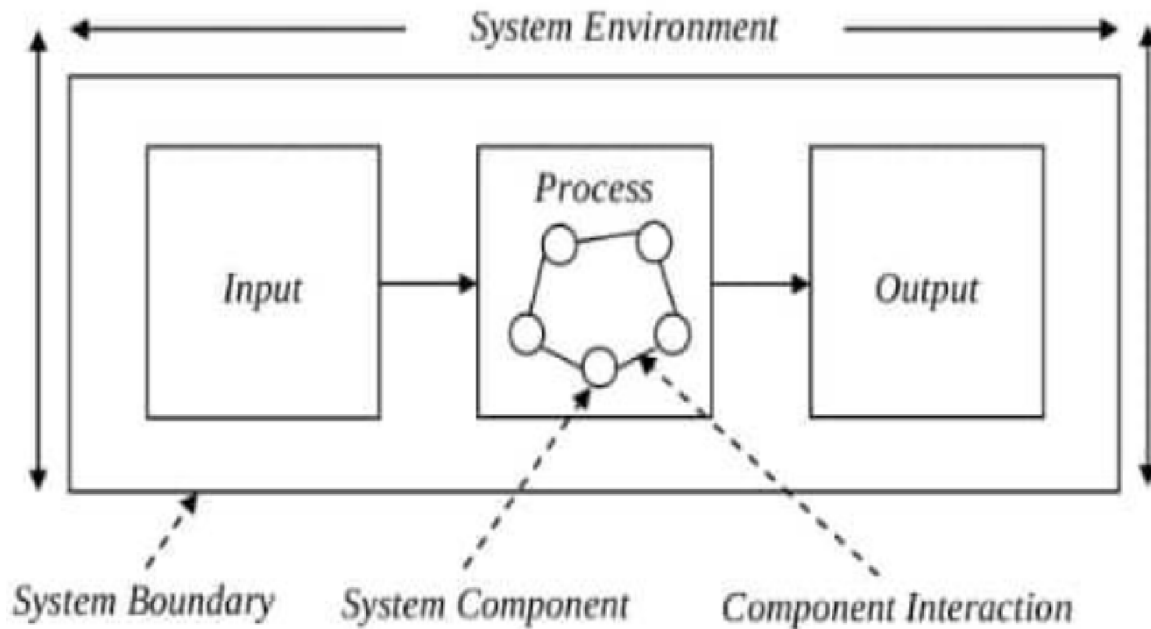 System Environment
Process
Input
Output
System Boundary
System Component
Component Interaction